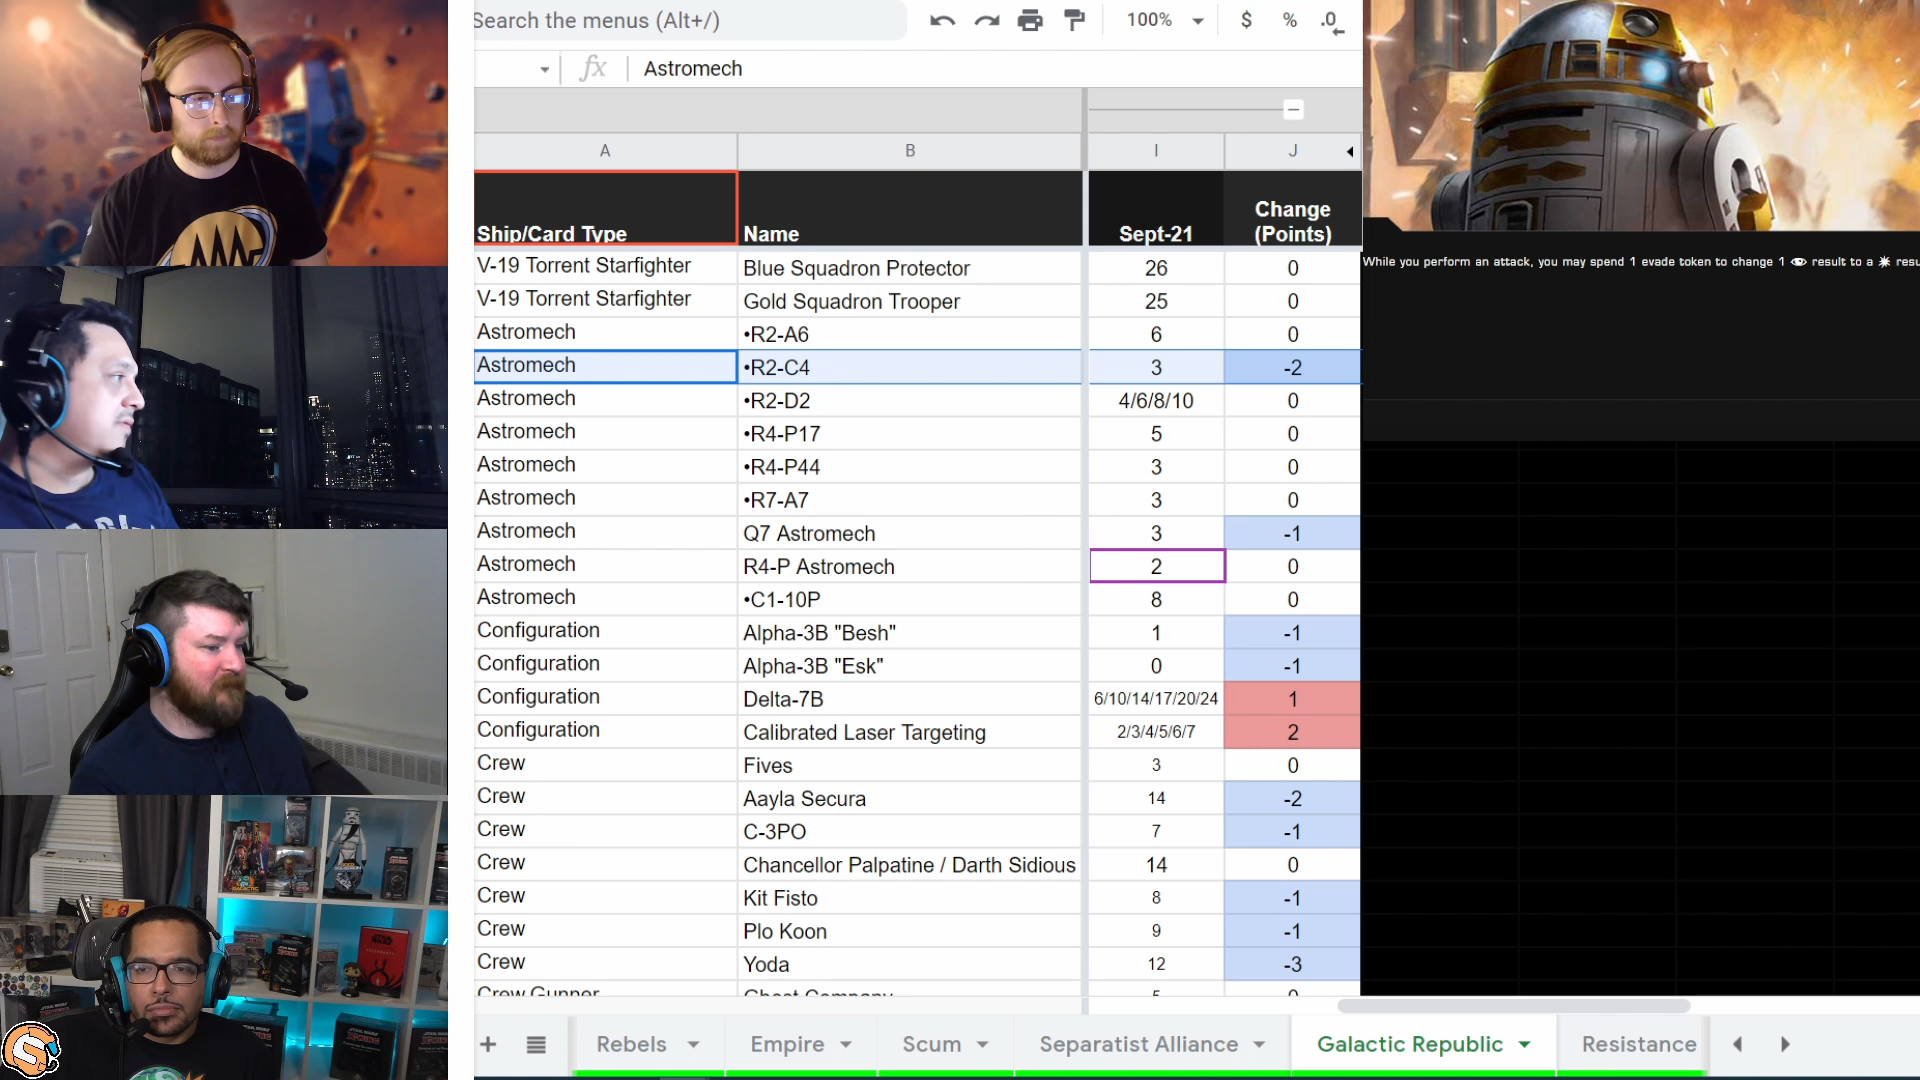 Search the menus (Alt+/)
100%
$ % .0
fx Astromech
A B I J
Ship/Card Type Name Sept-21 Change (Points)
V-19 Torrent Starfighter Blue Squadron Protector 26 0
V-19 Torrent Starfighter Gold Squadron Trooper 25 0
Astromech •R2-A6 6 0
Astromech •R2-C4 3 -2
Astromech •R2-D2 4/6/8/10 0
Astromech •R4-P17 5 0
Astromech •R4-P44 3 0
Astromech •R7-A7 3 0
Astromech Q7 Astromech 3 -1
Astromech R4-P Astromech 2 0
Astromech •C1-10P 8 0
Configuration Alpha-3B "Besh" 1 -1
Configuration Alpha-3B "Esk" 0 -1
Configuration Delta-7B 6/10/14/17/20/24 1
Configuration Calibrated Laser Targeting 2/3/4/5/6/7 2
Crew Fives 3 0
Crew Aayla Secura 14 -2
Crew C-3PO 7 -1
Crew Chancellor Palpatine / Darth Sidious 14 0
Crew Kit Fisto 8 -1
Crew Plo Koon 9 -1
Crew Yoda 12 -3
Crew Gunner Ghost Company 5 0
While you perform an attack, you may spend 1 evade token to change 1 result to a resu
+ Rebels Empire Scum Separatist Alliance Galactic Republic Resistance